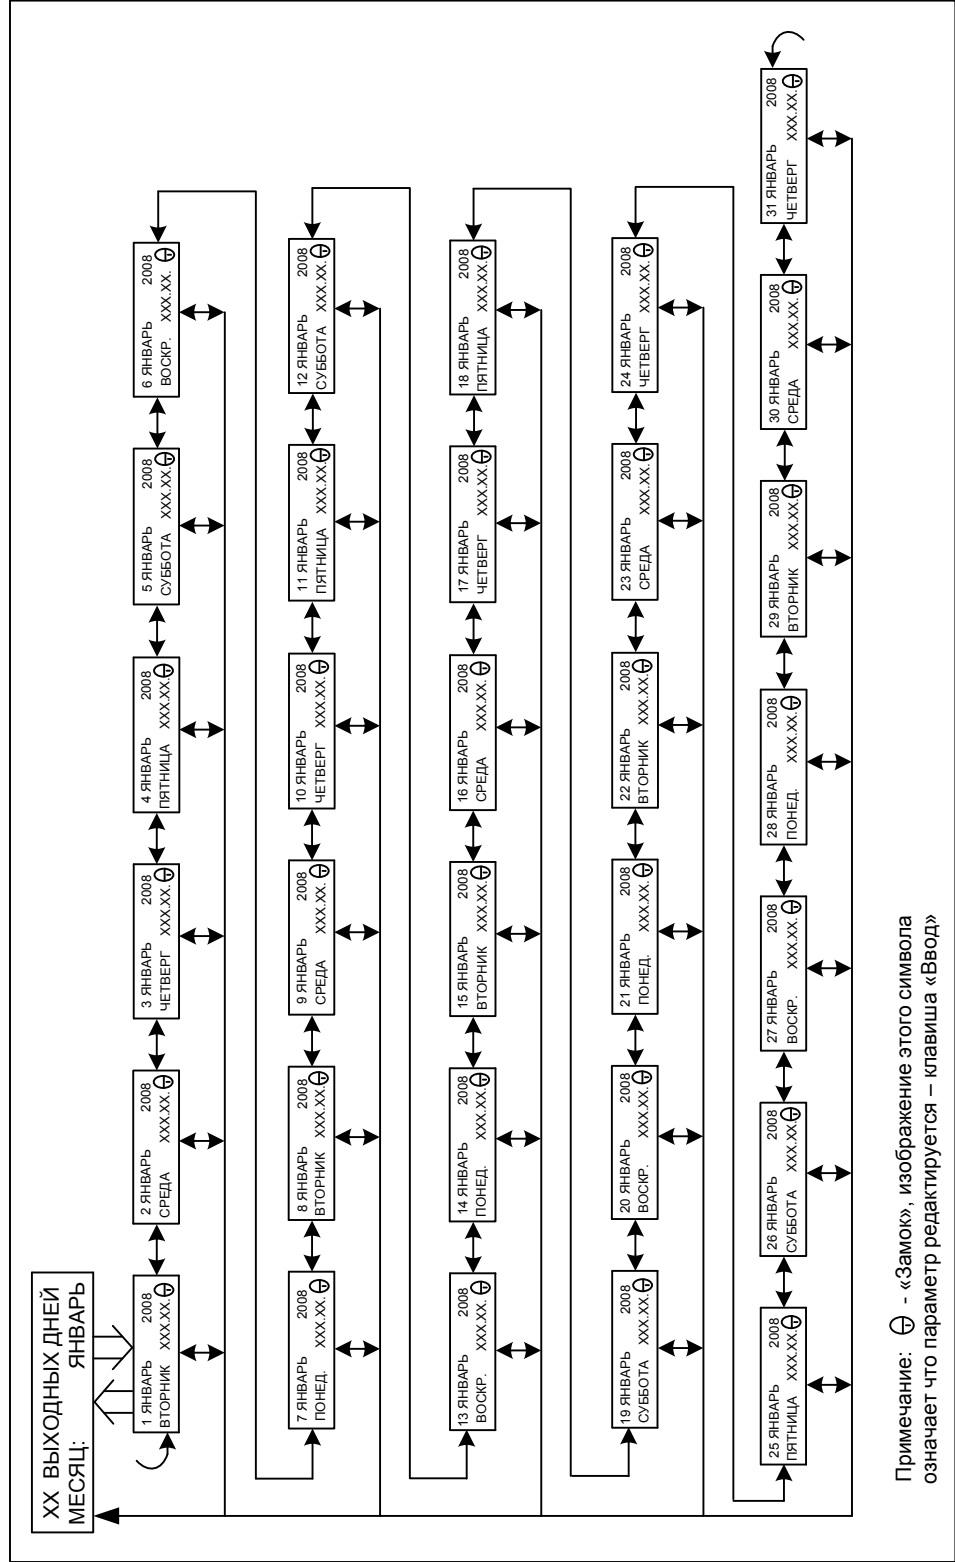 XX ВЫХОДНЫХ ДНЕЙ
МЕСЯЦ: ЯНВАРЬ
1 ЯНВАРЬ 2008
ВТОРНИК XXX.XX.
2 ЯНВАРЬ 2008
СРЕДА XXX.XX.
3 ЯНВАРЬ 2008
ЧЕТВЕРГ XXX.XX.
4 ЯНВАРЬ 2008
ПЯТНИЦА XXX.XX.
5 ЯНВАРЬ 2008
СУББОТА XXX.XX.
6 ЯНВАРЬ 2008
ВОСКР. XXX.XX.
7 ЯНВАРЬ 2008
ПОНЕД. XXX.XX.
8 ЯНВАРЬ 2008
ВТОРНИК XXX.XX.
9 ЯНВАРЬ 2008
СРЕДА XXX.XX.
10 ЯНВАРЬ 2008
ЧЕТВЕРГ XXX.XX.
11 ЯНВАРЬ 2008
ПЯТНИЦА XXX.XX.
12 ЯНВАРЬ 2008
СУББОТА XXX.XX.
13 ЯНВАРЬ 2008
ВОСКР. XXX.XX.
14 ЯНВАРЬ 2008
ПОНЕД. XXX.XX.
15 ЯНВАРЬ 2008
ВТОРНИК XXX.XX.
16 ЯНВАРЬ 2008
СРЕДА XXX.XX.
17 ЯНВАРЬ 2008
ЧЕТВЕРГ XXX.XX.
18 ЯНВАРЬ 2008
ПЯТНИЦА XXX.XX.
19 ЯНВАРЬ 2008
СУББОТА XXX.XX.
20 ЯНВАРЬ 2008
ВОСКР. XXX.XX.
21 ЯНВАРЬ 2008
ПОНЕД. XXX.XX.
22 ЯНВАРЬ 2008
ВТОРНИК XXX.XX.
23 ЯНВАРЬ 2008
СРЕДА XXX.XX.
24 ЯНВАРЬ 2008
ЧЕТВЕРГ XXX.XX.
25 ЯНВАРЬ 2008
ПЯТНИЦА XXX.XX.
26 ЯНВАРЬ 2008
СУББОТА XXX.XX.
27 ЯНВАРЬ 2008
ВОСКР. XXX.XX.
28 ЯНВАРЬ 2008
ПОНЕД. XXX.XX.
29 ЯНВАРЬ 2008
ВТОРНИК XXX.XX.
30 ЯНВАРЬ 2008
СРЕДА XXX.XX.
31 ЯНВАРЬ 2008
ЧЕТВЕРГ XXX.XX.
Примечание: - «Замок», изображение этого символа
означает что параметр редактируется – клавиша «Ввод»